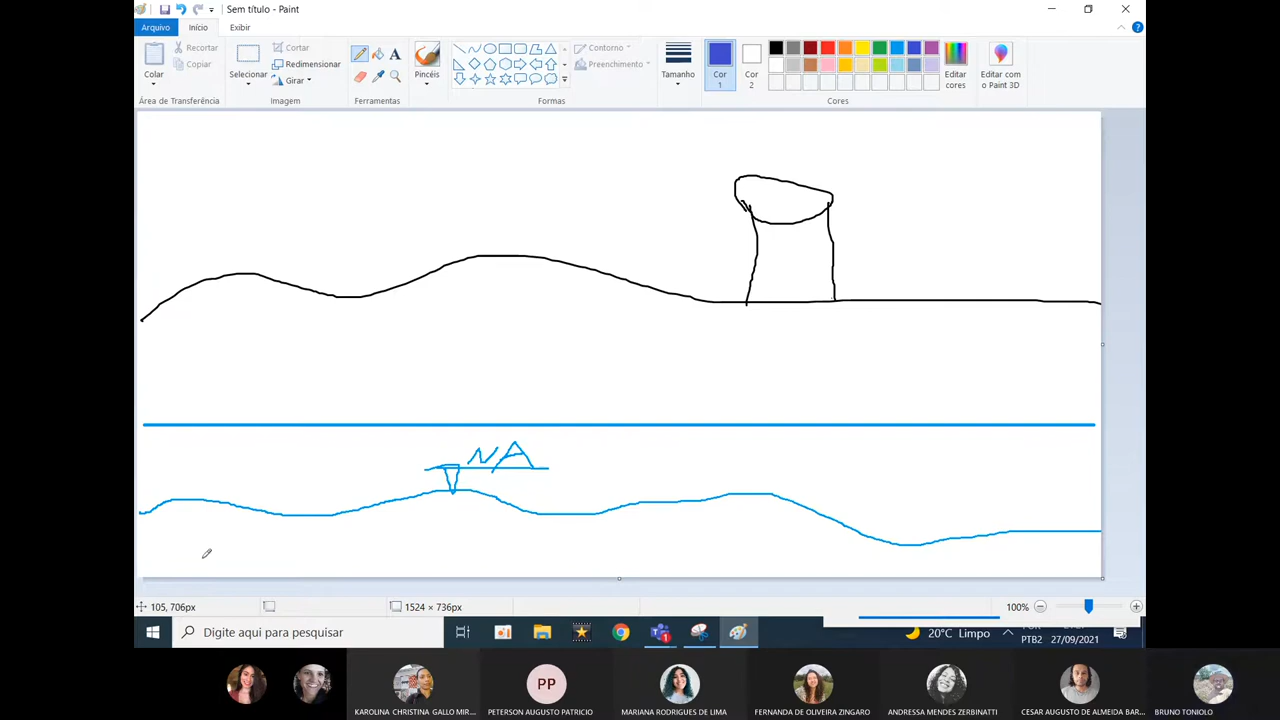 Sem título - Paint
Arquivo Início Exibir
Colar
Recortar
Copiar
Área de Transferência
Selecionar
Cortar
Redimensionar
Girar
Imagem
A
Ferramentas
Pincéis
Contorno
Preenchimento
Formas
Tamanho
Cor 1
Cor 2
Editar cores
Cores
Editar com o Paint 3D
NA
105, 706px 1524 × 736px 100%
Digite aqui para pesquisar
1
20°C Limpo
PTB2 27/09/2021
PP
KAROLINA CHRISTINA GALLO MIR... PETERSON AUGUSTO PATRICIO MARIANA RODRIGUES DE LIMA FERNANDA DE OLIVEIRA ZINGARO ANDRESSA MENDES ZERBINATTI CESAR AUGUSTO DE ALMEIDA BAR... BRUNO TONIOLO